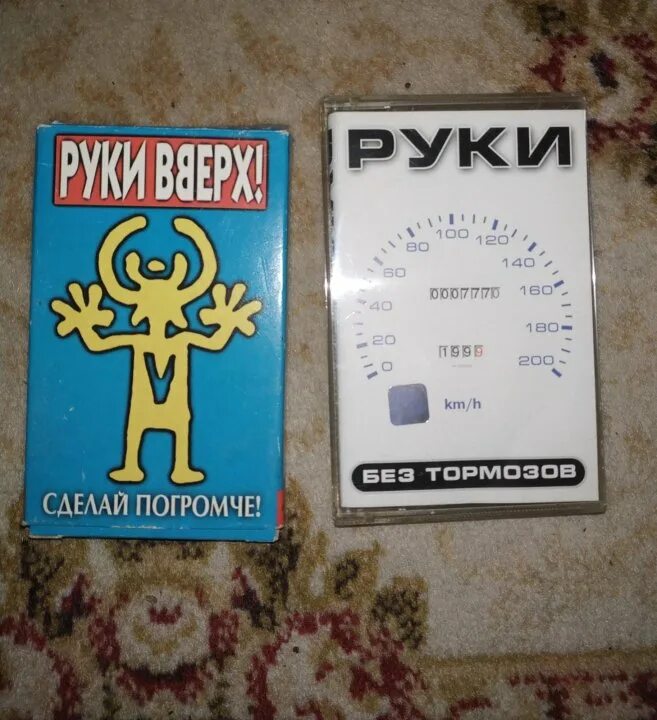 РУКИ ВВЕРХ!
СДЕЛАЙ ПОГРОМЧЕ!
РУКИ
0 20 40 60 80 100 120 140 160 180 200
0007770
1999
km/h
БЕЗ ТОРМОЗОВ